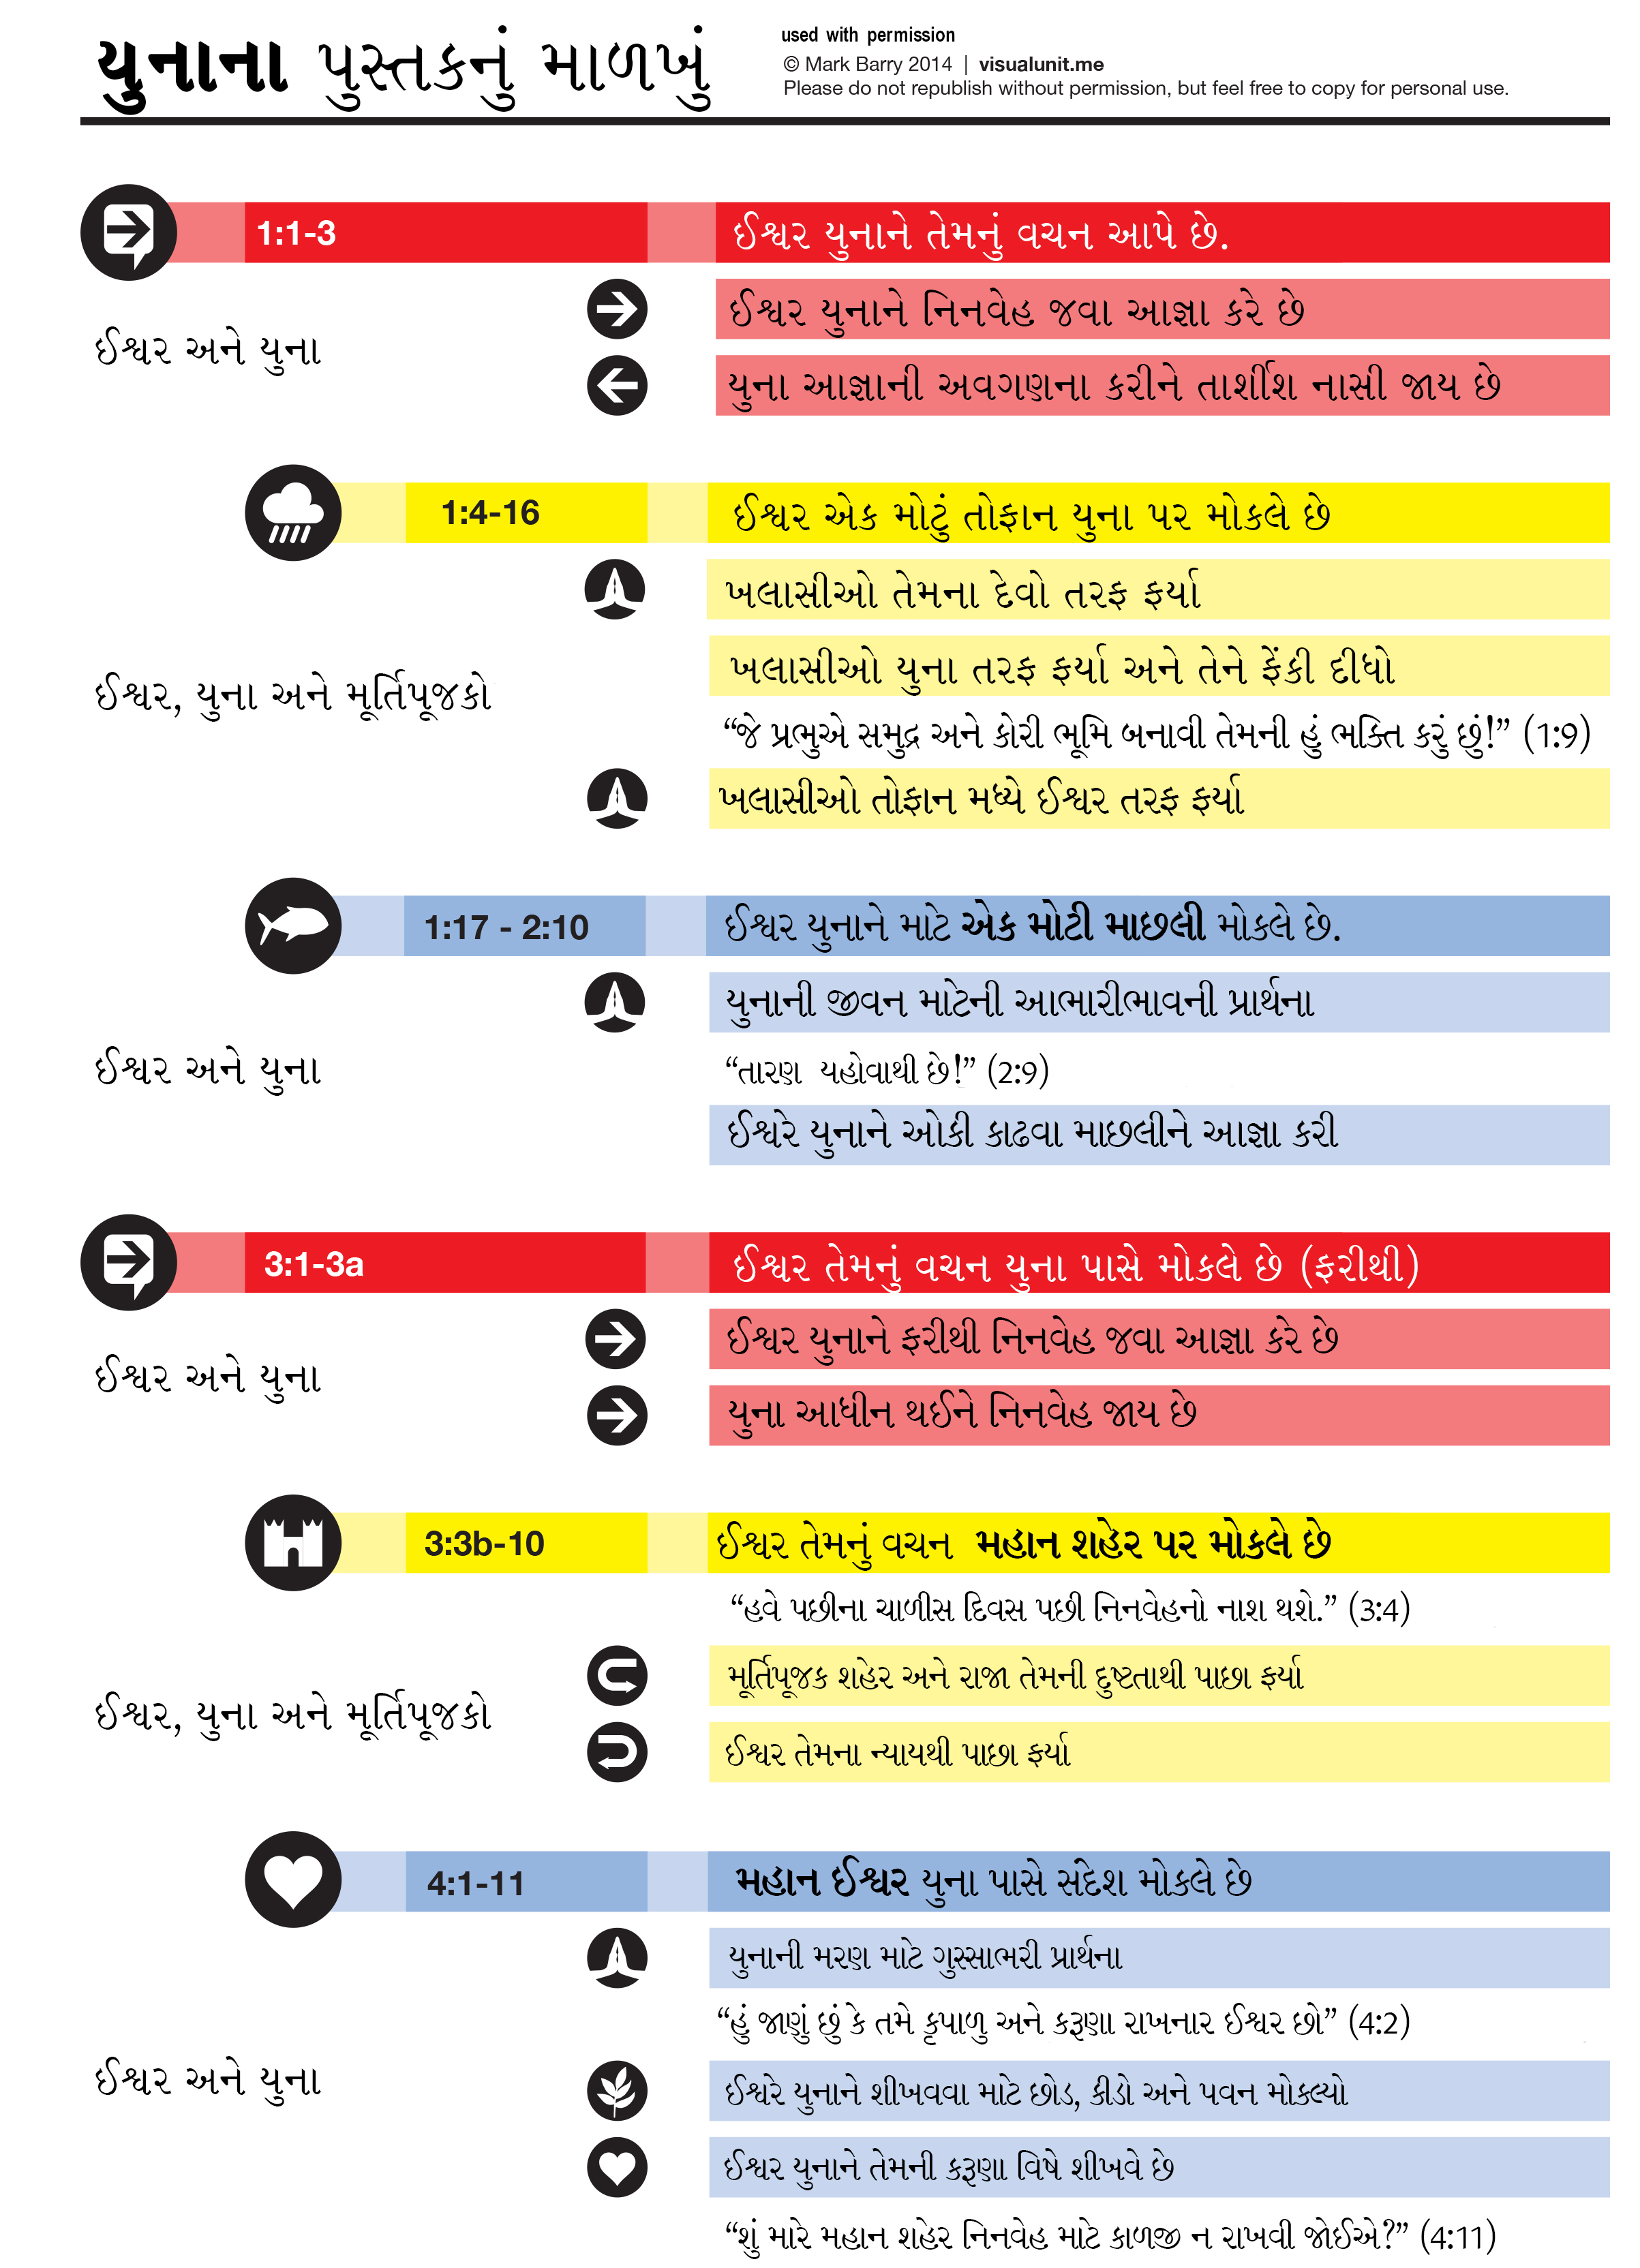 યુનાના પુસ્તકનું માળખું
used with permission
© Mark Barry 2014 | visualunit.me
Please do not republish without permission, but feel free to copy for personal use.
1:1-3
ઈશ્વર યુનાને તેમનું વચન આપે છે.
ઈશ્વર યુનાને નિનવેહ જવા આજ્ઞા કરે છે
ઈશ્વર અને યુના
યુના આજ્ઞાની અવગણના કરીને તાર્શીશ નાસી જાય છે
1:4-16
ઈશ્વર એક મોટું તોફાન યુના પર મોકલે છે
ખલાસીઓ તેમના દેવો તરફ ફર્યા
ખલાસીઓ યુના તરફ ફર્યા અને તેને ફેંકી દીધો
ઈશ્વર, યુના અને મૂર્તિપૂજકો
“જે પ્રભુએ સમુદ્ર અને કોરી ભૂમિ બનાવી તેમની હું ભક્તિ કરું છું!” (1:9)
ખલાસીઓ તોફાન મધ્યે ઈશ્વર તરફ ફર્યા
1:17 - 2:10
ઈશ્વર યુનાને માટે એક મોટી માછલી મોકલે છે.
યુનાની જીવન માટેની આભારીભાવની પ્રાર્થના
ઈશ્વર અને યુના
“તારણ યહોવાથી છે!” (2:9)
ઈશ્વરે યુનાને ઓકી કાઢવા માછલીને આજ્ઞા કરી
3:1-3a
ઈશ્વર તેમનું વચન યુના પાસે મોકલે છે (ફરીથી)
ઈશ્વર યુનાને ફરીથી નિનવેહ જવા આજ્ઞા કરે છે
ઈશ્વર અને યુના
યુના આધીન થઈને નિનવેહ જાય છે
3:3b-10
ઈશ્વર તેમનું વચન મહાન શહેર પર મોકલે છે
“હવે પછીના ચાળીસ દિવસ પછી નિનવેહનો નાશ થશે.” (3:4)
મૂર્તિપૂજક શહેર અને રાજા તેમની દુષ્ટતાથી પાછા ફર્યા
ઈશ્વર, યુના અને મૂર્તિપૂજકો
ઈશ્વર તેમના ન્યાયથી પાછા ફર્યા
4:1-11
મહાન ઈશ્વર યુના પાસે સંદેશ મોકલે છે
યુનાની મરણ માટે ગુસ્સાભરી પ્રાર્થના
“હું જાણું છું કે તમે કૃપાળુ અને કરૂણા રાખનાર ઈશ્વર છો” (4:2)
ઈશ્વર અને યુના
ઈશ્વરે યુનાને શીખવવા માટે છોડ, કીડો અને પવન મોકલ્યો
ઈશ્વર યુનાને તેમની કરૂણા વિષે શીખવે છે
“શું મારે મહાન શહેર નિનવેહ માટે કાળજી ન રાખવી જોઈએ?” (4:11)